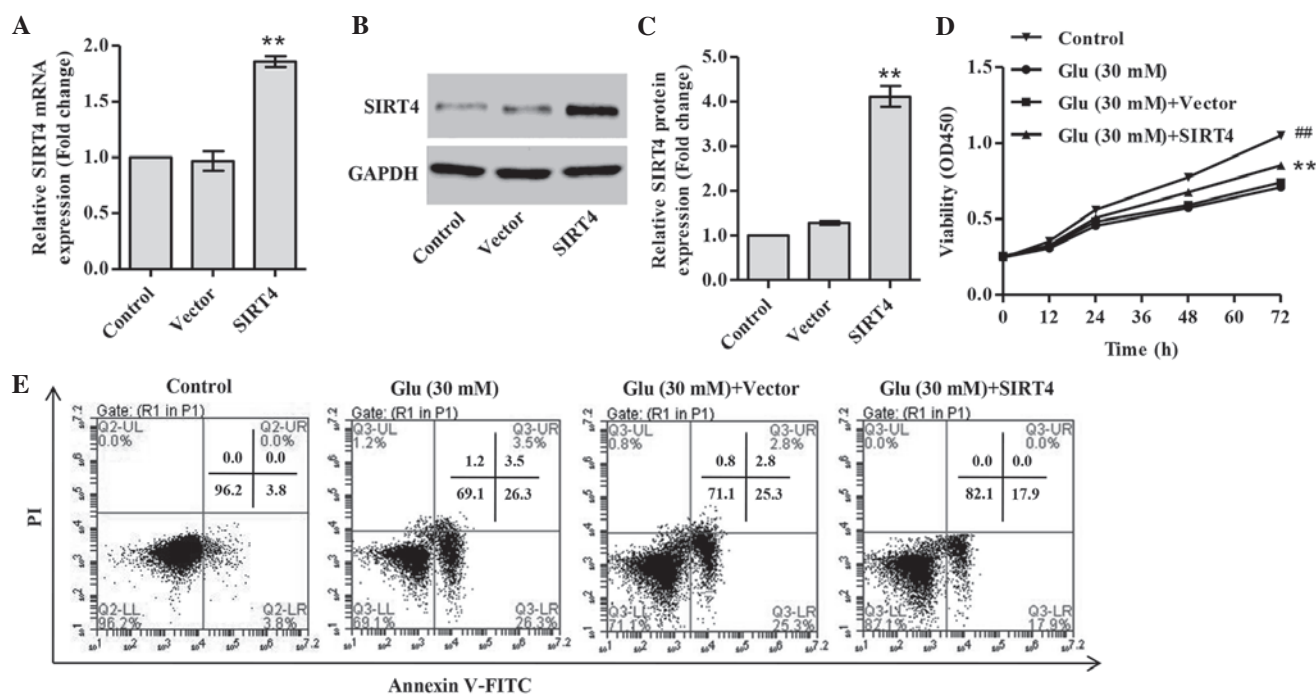 A
Relative SIRT4 mRNA
expression (Fold change)
2.0
1.5
1.0
0.5
0.0
**
Control
Vector
SIRT4
B
SIRT4
GAPDH
Control
Vector
SIRT4
C
Relative SIRT4 protein
expression (Fold change)
5.0
4.0
3.0
2.0
1.0
0.0
**
Control
Vector
SIRT4
D
Control
Glu (30 mM)
Glu (30 mM)+Vector
Glu (30 mM)+SIRT4
Viability (OD450)
1.5
1.0
0.5
0.0
##
**
0 12 24 36 48 60 72
Time (h)
E
PI
Control
Gate: (R1 in P1)
Q2-UL
0.0%
Q2-UR
0.0%
0.0 0.0
96.2 3.8
Q2-LL
96.2%
Q2-LR
3.8%
Glu (30 mM)
Gate: (R1 in P1)
Q3-UL
1.2%
Q3-UR
3.5%
1.2 3.5
69.1 26.3
Q3-LL
69.1%
Q3-LR
26.3%
Glu (30 mM)+Vector
Gate: (R1 in P1)
Q3-UL
0.8%
Q3-UR
2.8%
0.8 2.8
71.1 25.3
Q3-LL
71.1%
Q3-LR
25.3%
Glu (30 mM)+SIRT4
Gate: (R1 in P1)
Q3-UL
0.0%
Q3-UR
0.0%
0.0 0.0
82.1 17.9
Q3-LL
Q3-LR
17.9%
Annexin V-FITC